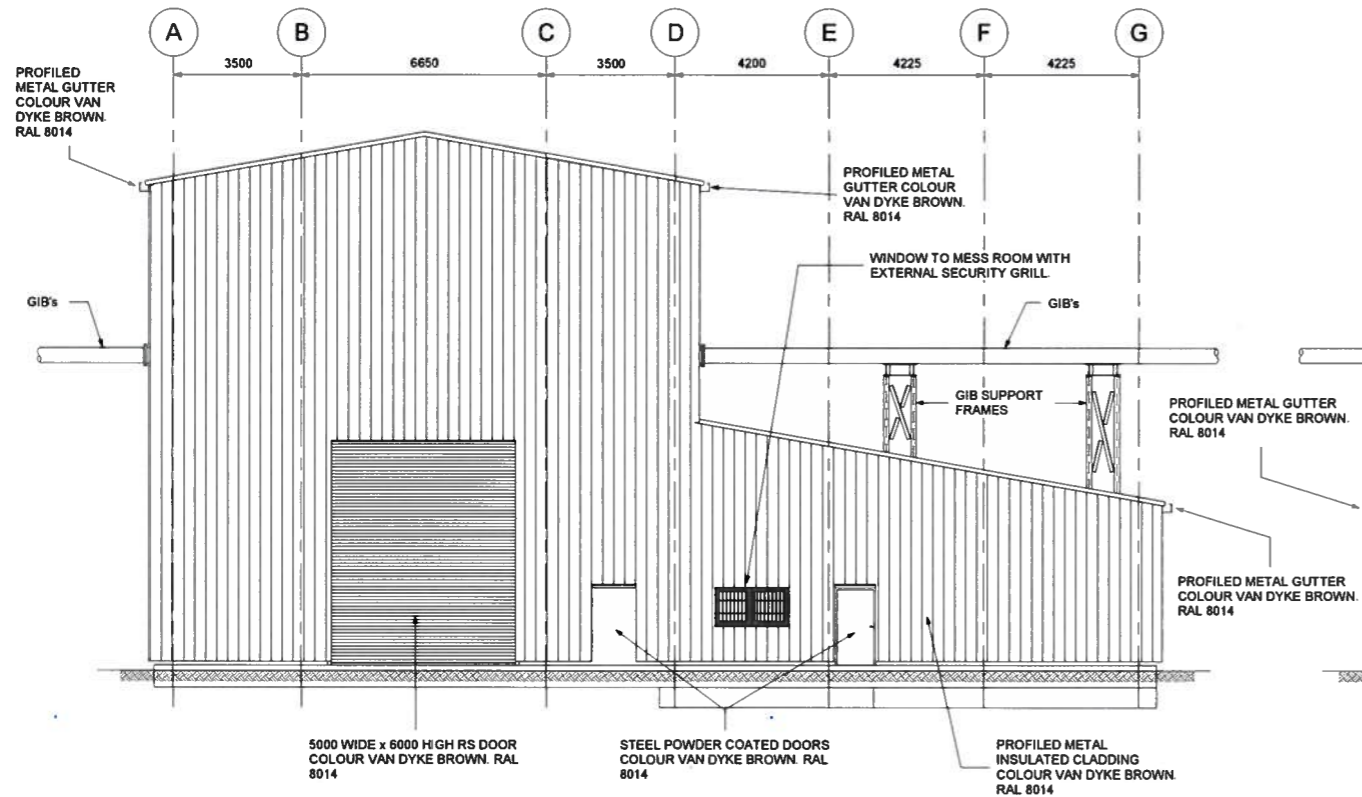 A B C D E F G
3500 6650 3500 4200 4225 4225
PROFILED
METAL GUTTER
COLOUR VAN
DYKE BROWN.
RAL 8014
PROFILED METAL
GUTTER COLOUR
VAN DYKE BROWN.
RAL 8014
WINDOW TO MESS ROOM WITH
EXTERNAL SECURITY GRILL.
GIB's
GIB's
GIB SUPPORT
FRAMES
PROFILED METAL GUTTER
COLOUR VAN DYKE BROWN.
RAL 8014
PROFILED METAL GUTTER
COLOUR VAN DYKE BROWN.
RAL 8014
5000 WIDE x 6000 HIGH RS DOOR
COLOUR VAN DYKE BROWN. RAL
8014
STEEL POWDER COATED DOORS
COLOUR VAN DYKE BROWN. RAL
8014
PROFILED METAL
INSULATED CLADDING
COLOUR VAN DYKE BROWN.
RAL 8014